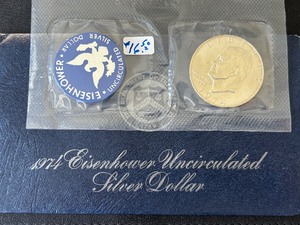 EISENHOWER
UNCIRCULATED
SILVER DOLLAR
$16.50
1974 Eisenhower Uncirculated
Silver Dollar